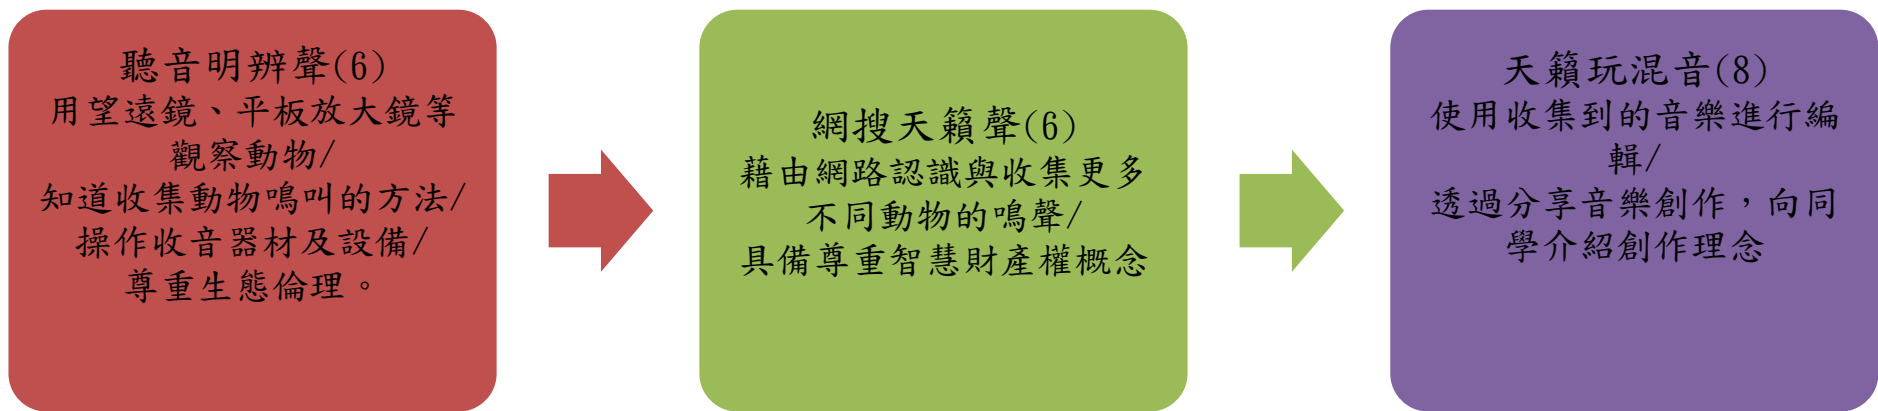 聽音明辨聲(6)
用望遠鏡、平板放大鏡等
觀察動物/
知道收集動物鳴叫的方法/
操作收音器材及設備/
尊重生態倫理。
網搜天籟聲(6)
藉由網路認識與收集更多
不同動物的鳴聲/
具備尊重智慧財產權概念
天籟玩混音(8)
使用收集到的音樂進行編
輯/
透過分享音樂創作，向同
學介紹創作理念